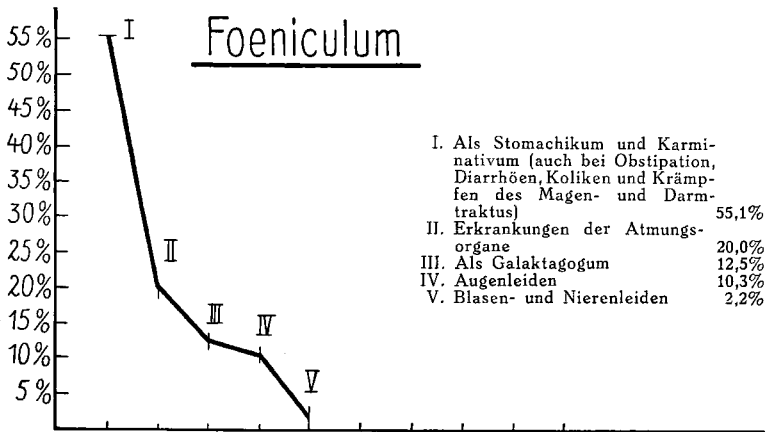 Foeniculum
55%
50%
45%
40%
35%
30%
25%
20%
15%
10%
5%
I
II
III
IV
V
I. Als Stomachikum und Karmi-
nativum (auch bei Obstipation,
Diarrhöen, Koliken und Krämp-
fen des Magen- und Darm-
traktus) 55,1%
II. Erkrankungen der Atmungs-
organe 20,0%
III. Als Galaktagogum 12,5%
IV. Augenleiden 10,3%
V. Blasen- und Nierenleiden 2,2%